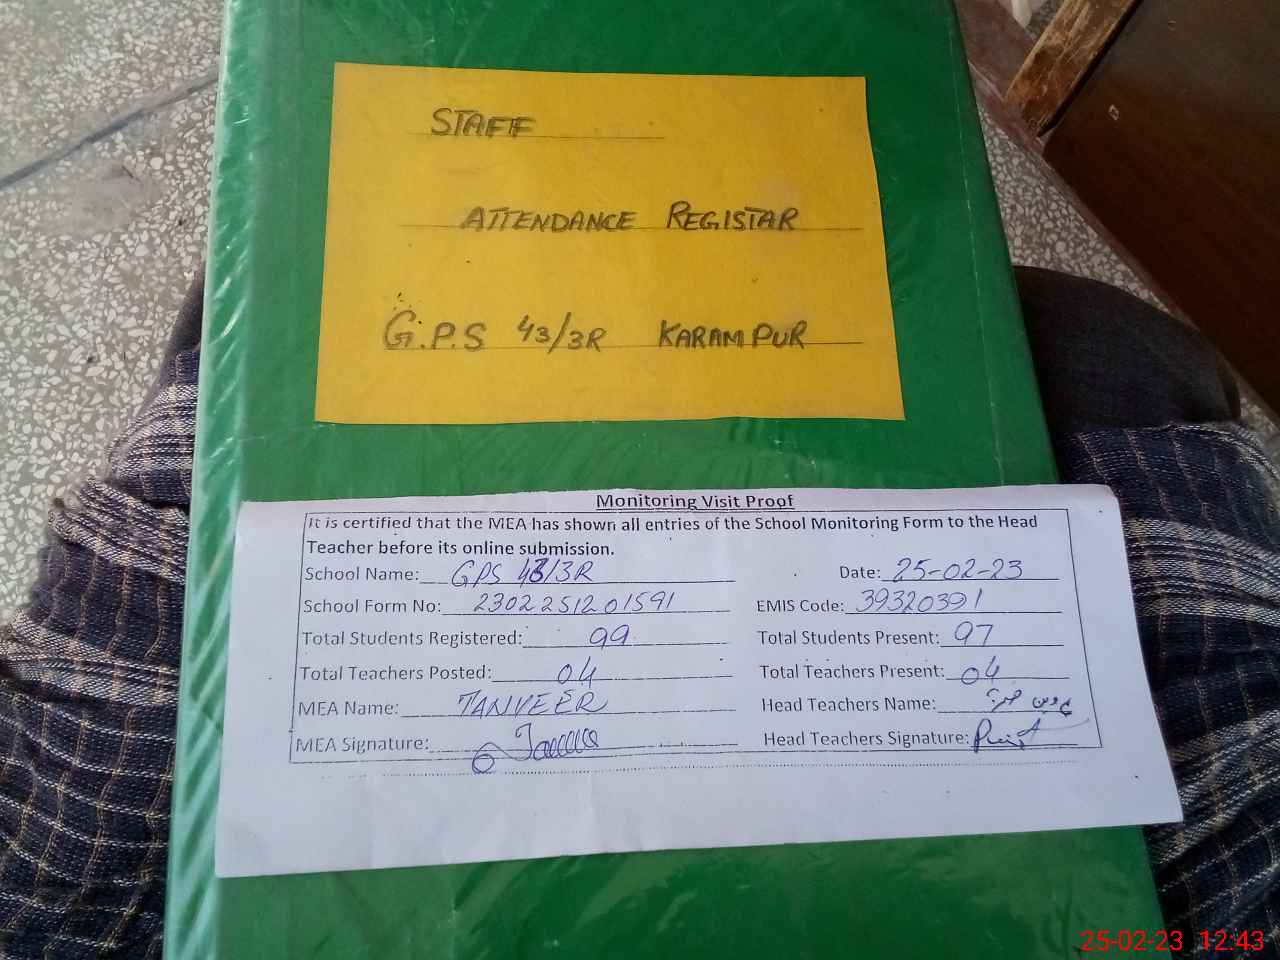 STAFF
ATTENDANCE REGISTAR
G.P.S 43/3R KARAMPUR
Monitoring Visit Proof
It is certified that the MEA has shown all entries of the School Monitoring Form to the Head
Teacher before its online submission.
School Name: GPS 43/3R Date: 25-02-23
School Form No: 2302251201591 EMIS Code: 39320391
Total Students Registered: 99 Total Students Present: 97
Total Teachers Posted: 04 Total Teachers Present: 04
MEA Name: TANVEER Head Teachers Name:
MEA Signature: Head Teachers Signature:
25-02-23 12:43